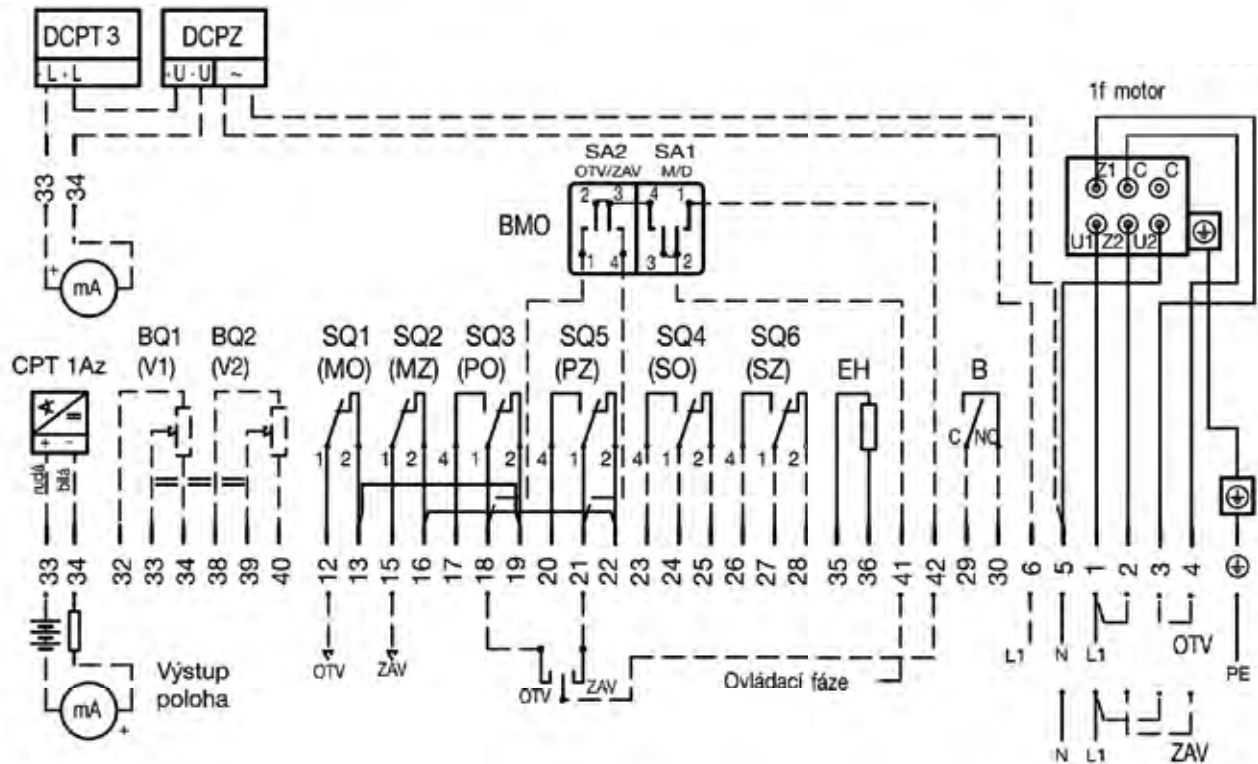 DCPT 3 DCPZ
- L + L +U -U ~
1f motor
33 34
SA2 SA1
OTV/ZAV M/D
BMO
2 3 4 1
1 4 3 2
Z1 C C
U1 Z2 U2
+ mA
BQ1 BQ2 SQ1 SQ2 SQ3 SQ5 SQ4 SQ6
CPT 1Az (V1) (V2) (MO) (MZ) (PO) (PZ) (SO) (SZ) EH B
+ -
rudá bílá
1 2 1 2 4 1 2 4 1 2 4 1 2 4 1 2 C NC
33 34 32 33 34 38 39 40 12 13 15 16 17 18 19 20 21 22 23 24 25 26 27 28 35 36 41 42 29 30 6 5 1 2 3 4
OTV ZAV
L1 N L1 OTV
PE
Výstup
poloha
OTV ZAV
Ovládací fáze
mA +
N L1 ZAV